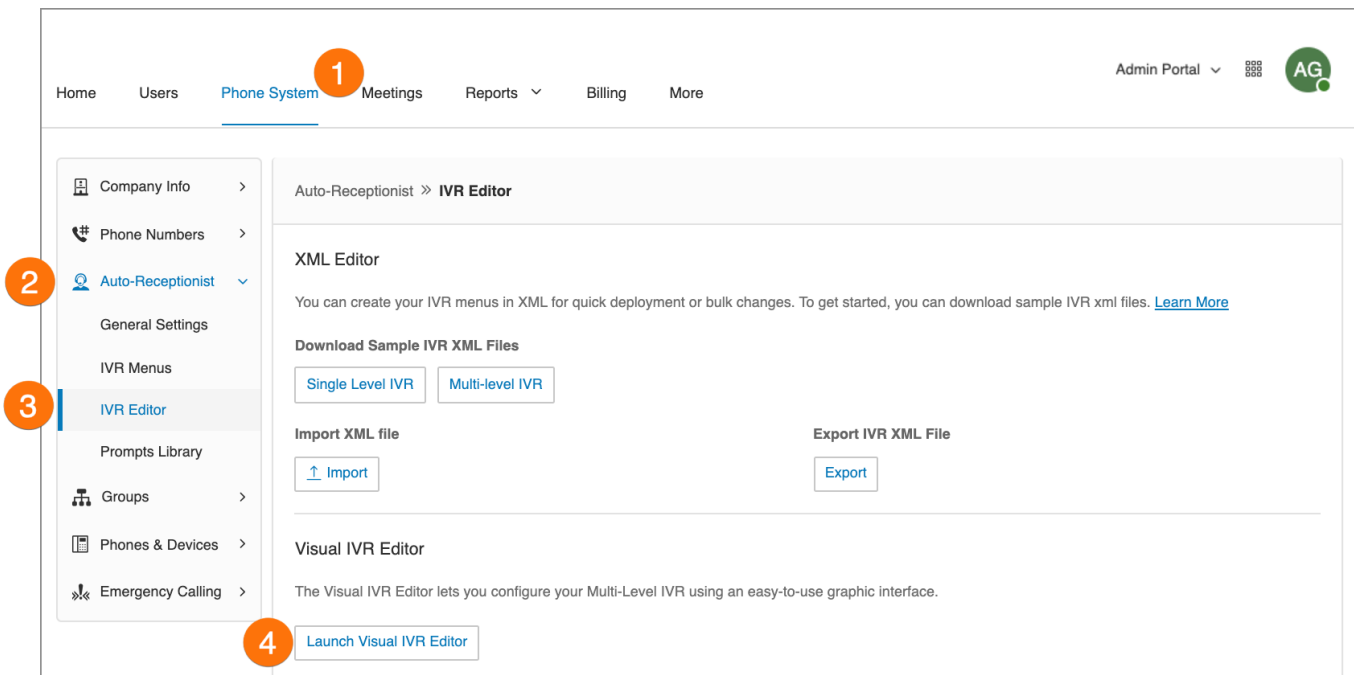 Admin Portal
AG
1
Home Users Phone System Meetings Reports Billing More
Company Info
Phone Numbers
2
Auto-Receptionist
General Settings
IVR Menus
3
IVR Editor
Prompts Library
Groups
Phones & Devices
Emergency Calling
Auto-Receptionist » IVR Editor
XML Editor
You can create your IVR menus in XML for quick deployment or bulk changes. To get started, you can download sample IVR xml files. Learn More
Download Sample IVR XML Files
Single Level IVR Multi-level IVR
Import XML file Export IVR XML File
Import Export
Visual IVR Editor
The Visual IVR Editor lets you configure your Multi-Level IVR using an easy-to-use graphic interface.
4
Launch Visual IVR Editor